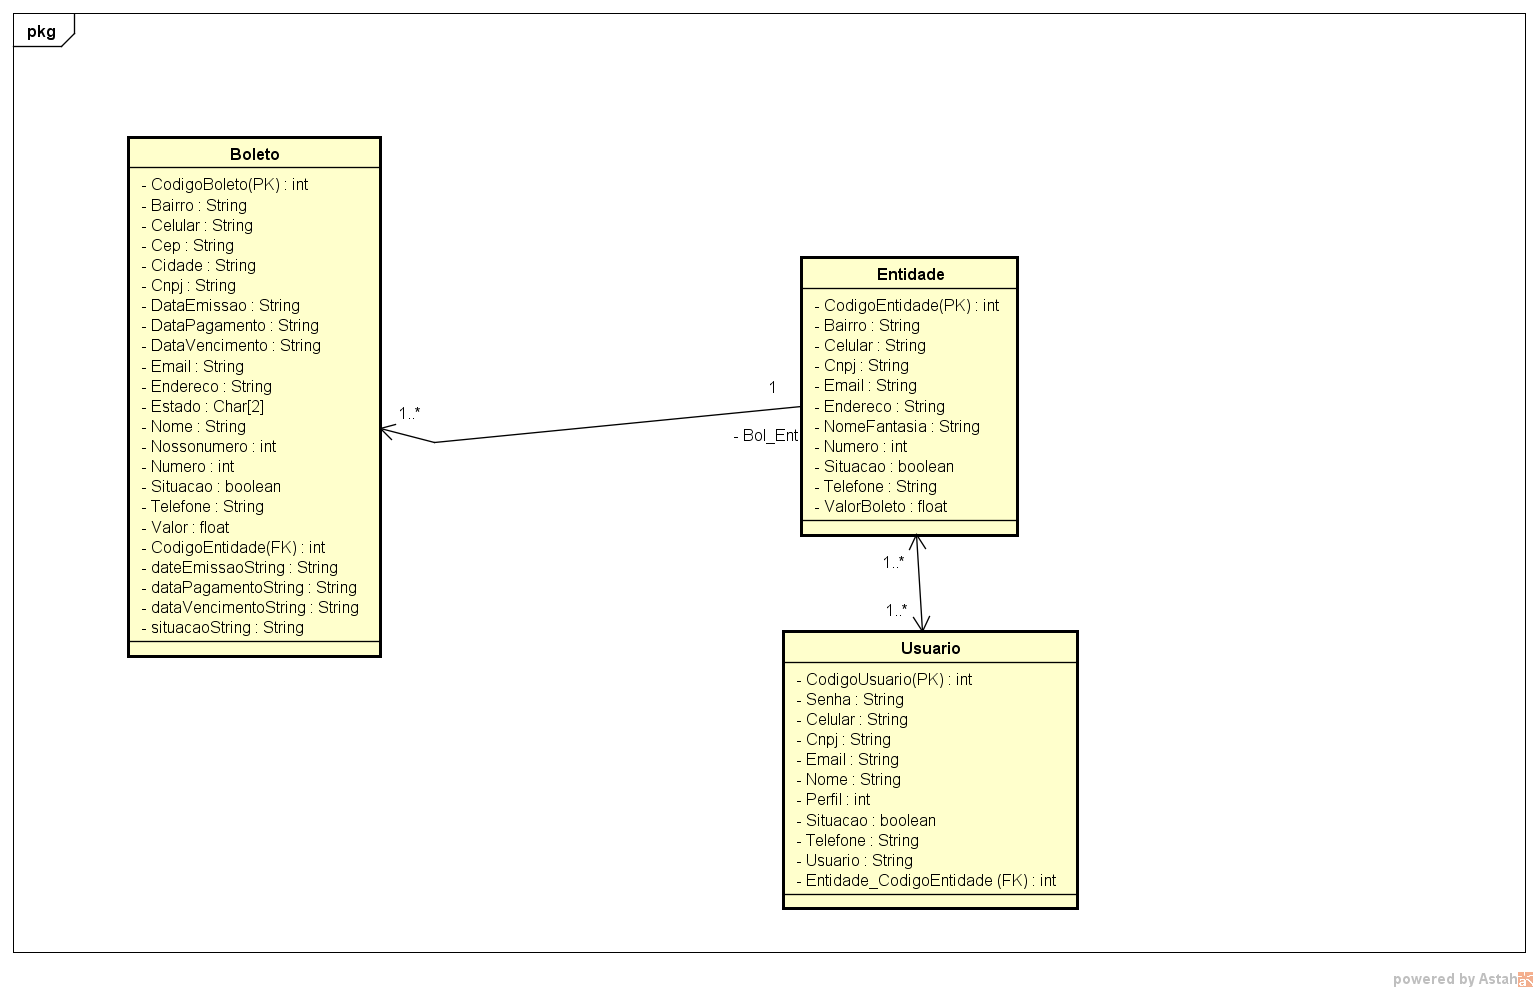 pkg
Boleto
- CodigoBoleto(PK) : int
- Bairro : String
- Celular : String
- Cep : String
- Cidade : String
- Cnpj : String
- DataEmissao : String
- DataPagamento : String
- DataVencimento : String
- Email : String
- Endereco : String
- Estado : Char[2]
- Nome : String
- Nossonumero : int
- Numero : int
- Situacao : boolean
- Telefone : String
- Valor : float
- CodigoEntidade(FK) : int
- dateEmissaoString : String
- dataPagamentoString : String
- dataVencimentoString : String
- situacaoString : String
1..*
1
- Bol_Ent
Entidade
- CodigoEntidade(PK) : int
- Bairro : String
- Celular : String
- Cnpj : String
- Email : String
- Endereco : String
- NomeFantasia : String
- Numero : int
- Situacao : boolean
- Telefone : String
- ValorBoleto : float
1..*
1..*
Usuario
- CodigoUsuario(PK) : int
- Senha : String
- Celular : String
- Cnpj : String
- Email : String
- Nome : String
- Perfil : int
- Situacao : boolean
- Telefone : String
- Usuario : String
- Entidade_CodigoEntidade (FK) : int
powered by Astah